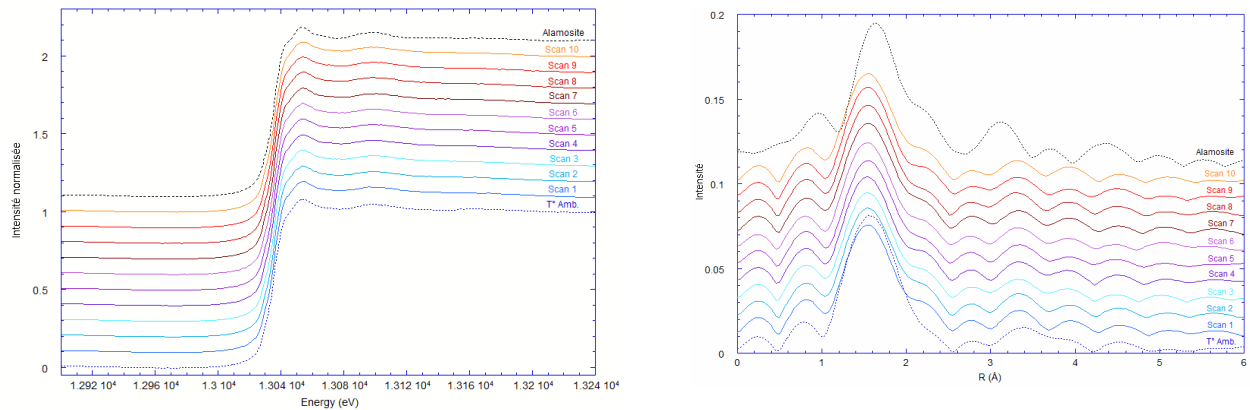 2
1.5
1
0.5
0
Intensité normalisée
Alamosite
Scan 10
Scan 9
Scan 8
Scan 7
Scan 6
Scan 5
Scan 4
Scan 3
Scan 2
Scan 1
T° Amb.
1.292 10⁴ 1.296 10⁴ 1.3 10⁴ 1.304 10⁴ 1.308 10⁴ 1.312 10⁴ 1.316 10⁴ 1.32 10⁴ 1.324 10⁴
Energy (eV)
0.2
0.15
0.1
0.05
0
Intensité
Alamosite
Scan 10
Scan 9
Scan 8
Scan 7
Scan 6
Scan 5
Scan 4
Scan 3
Scan 2
Scan 1
T° Amb.
0 1 2 3 4 5 6
R (Å)